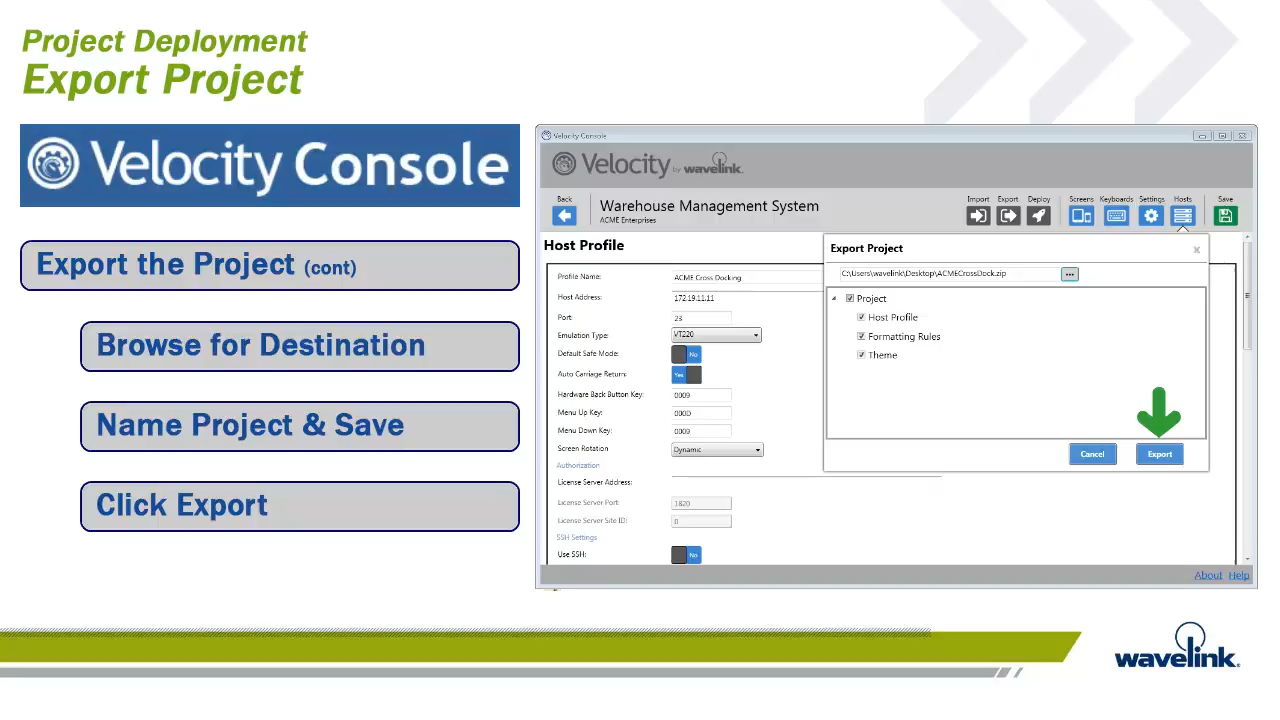 Project Deployment
Export Project
Velocity Console
Export the Project (cont)
Browse for Destination
Name Project & Save
Click Export
Velocity Console
Velocity by wavelink.
Back
Warehouse Management System
ACME Enterprises
Import Export Deploy Screens Keyboards Settings Hosts Save
Host Profile
Profile Name: ACME Cross Docking
Host Address: 172.19.11.11
Port: 23
Emulation Type: VT220
Default Safe Mode: No
Auto Carriage Return: Yes
Hardware Back Button Key: 0009
Menu Up Key: 000D
Menu Down Key: 0009
Screen Rotation Dynamic
Authorization
License Server Address:
License Server Port: 1820
License Server Site ID: 0
SSH Settings
Use SSH: No
Export Project
C:\Users\wavelink\Desktop\ACMECrossDock.zip ...
Project
Host Profile
Formatting Rules
Theme
Cancel Export
About Help
wavelink.